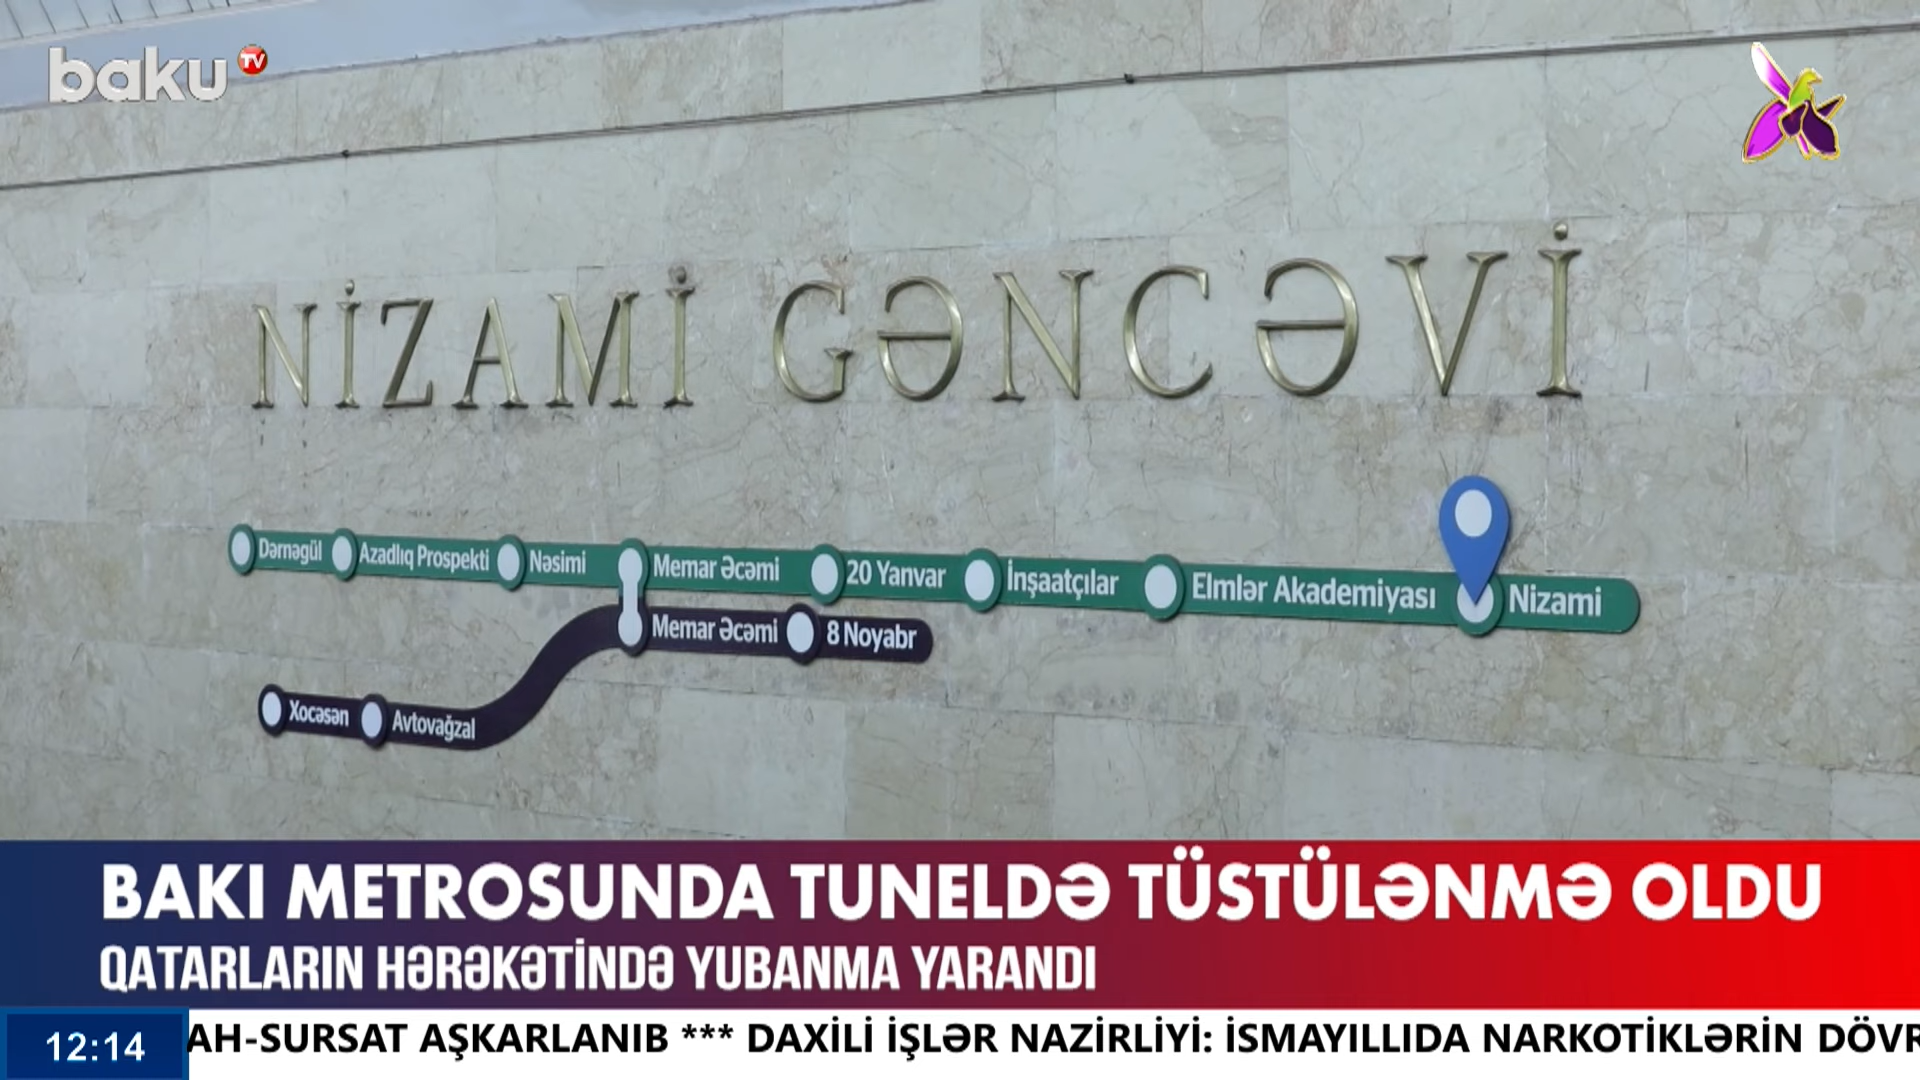 baku TV
NİZAMİ GƏNCƏVİ
Dərnəgül Azadlıq Prospekti Nəsimi Memar Əcəmi 20 Yanvar İnşaatçılar Elmlər Akademiyası Nizami
Memar Əcəmi 8 Noyabr
Xocəsən Avtovağzal
BAKI METROSUNDA TUNELDƏ TÜSTÜLƏNMƏ OLDU
QATARLARIN HƏRƏKƏTİNDƏ YUBANMA YARANDI
12:14 AH-SURSAT AŞKARLANIB *** DAXİLİ İŞLƏR NAZİRLİYİ: İSMAYILLIDA NARKOTİKLƏRİN DÖVR